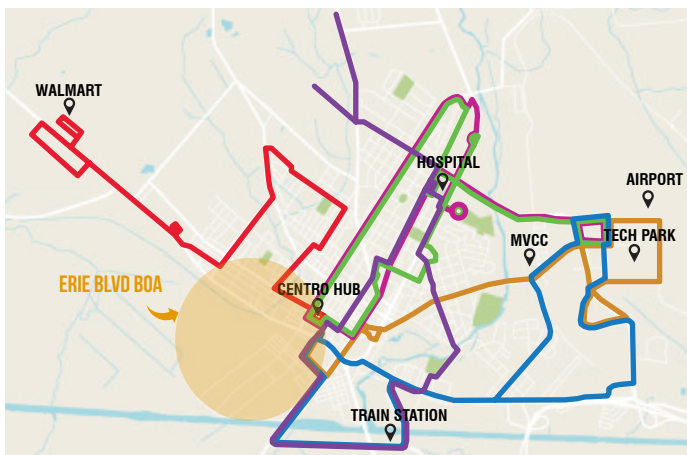 WALMART
HOSPITAL
AIRPORT
MVCC
TECH PARK
ERIE BLVD BOA
CENTRO HUB
TRAIN STATION